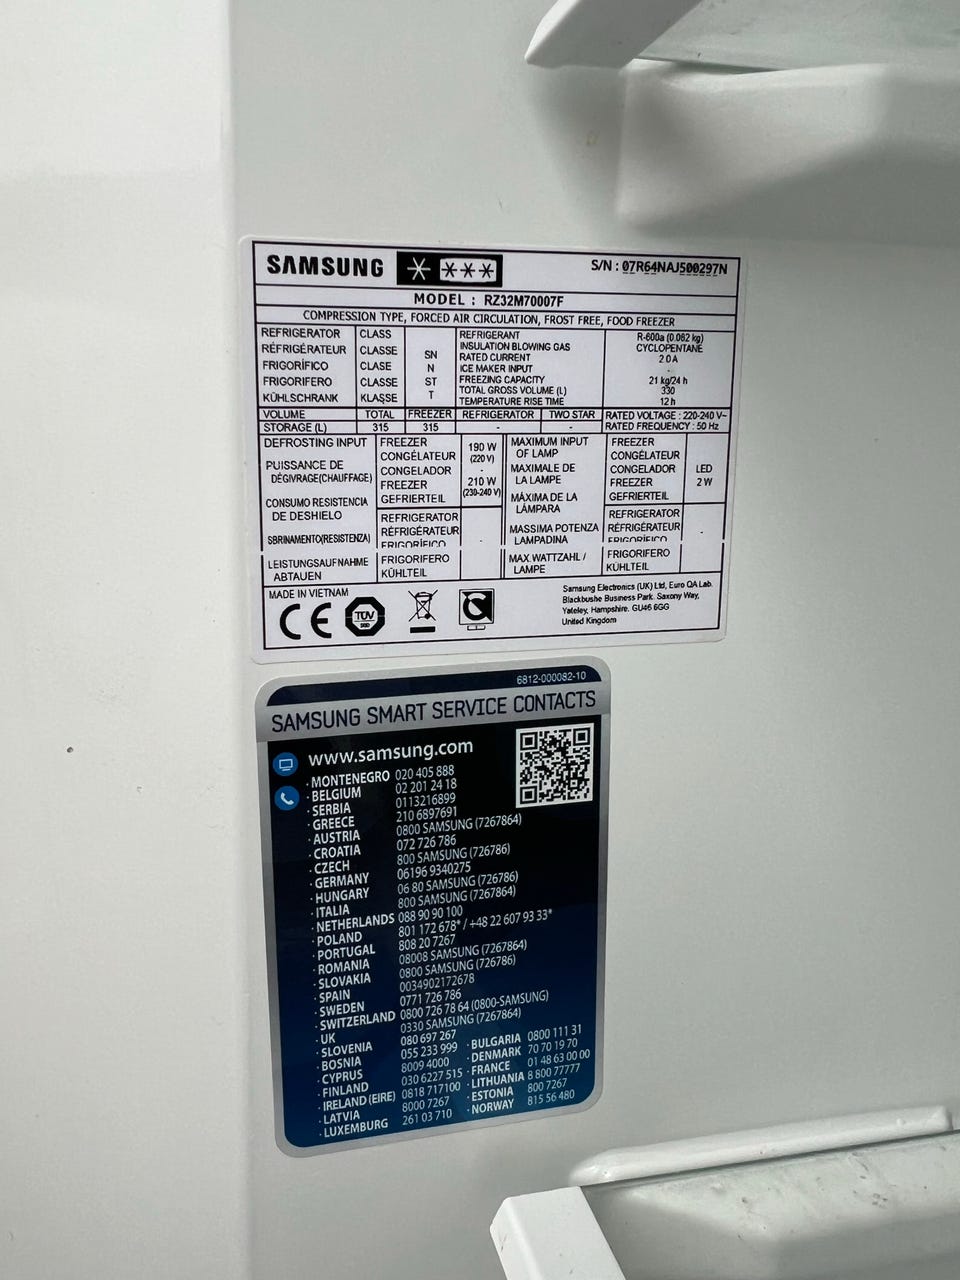 SAMSUNG
S/N : 07R64NAJ500297N
MODEL : RZ32M70007F
COMPRESSION TYPE, FORCED AIR CIRCULATION, FROST FREE, FOOD FREEZER
REFRIGERATOR CLASS
RÉFRIGÉRATEUR CLASSE
FRIGORÍFICO CLASE
FRIGORIFERO CLASSE
KÜHLSCHRANK KLASSE
SN
N
ST
T
REFRIGERANT R-600a (0.062 kg)
INSULATION BLOWING GAS CYCLOPENTANE
RATED CURRENT 2.0 A
ICE MAKER INPUT -
FREEZING CAPACITY 21 kg/24 h
TOTAL GROSS VOLUME (L) 330
TEMPERATURE RISE TIME 12 h
VOLUME TOTAL FREEZER REFRIGERATOR TWO STAR RATED VOLTAGE : 220-240 V~
STORAGE (L) 315 315 - - RATED FREQUENCY : 50 Hz
DEFROSTING INPUT
PUISSANCE DE
DÉGIVRAGE(CHAUFFAGE)
CONSUMO RESISTENCIA
DE DESHIELO
SBRINAMENTO(RESISTENZA)
LEISTUNGSAUFNAHME
ABTAUEN
FREEZER
CONGÉLATEUR
CONGELADOR
FREEZER
GEFRIERTEIL
REFRIGERATOR
RÉFRIGÉRATEUR
FRIGORÍFICO
FRIGORIFERO
KÜHLTEIL
190 W
(220 V)
-
210 W
(230-240 V)
-
MAXIMUM INPUT
OF LAMP
MAXIMALE DE
LA LAMPE
MÁXIMA DE LA
LÁMPARA
MASSIMA POTENZA
LAMPADINA
MAX.WATTZAHL /
LAMPE
FREEZER
CONGÉLATEUR
CONGELADOR
FREEZER
GEFRIERTEIL
REFRIGERATOR
RÉFRIGÉRATEUR
FRIGORÍFICO
FRIGORIFERO
KÜHLTEIL
LED
2 W
-
MADE IN VIETNAM
CE
TÜV
Samsung Electronics (UK) Ltd, Euro QA Lab.
Blackbushe Business Park. Saxony Way,
Yateley, Hampshire. GU46 6GG
United Kingdom
6812-000082-10
SAMSUNG SMART SERVICE CONTACTS
www.samsung.com
· MONTENEGRO 020 405 888
· BELGIUM 02 201 24 18
· SERBIA 0113216899
· GREECE 210 6897691
· AUSTRIA 0800 SAMSUNG (7267864)
· CROATIA 072 726 786
· CZECH 800 SAMSUNG (726786)
· GERMANY 06196 9340275
· HUNGARY 06 80 SAMSUNG (726786)
· ITALIA 800 SAMSUNG (7267864)
· NETHERLANDS 088 90 90 100
· POLAND 801 172 678* / +48 22 607 93 33*
· PORTUGAL 808 20 7267
· ROMANIA 08008 SAMSUNG (7267864)
· SLOVAKIA 0800 SAMSUNG (726786)
· SPAIN 0034902172678
· SWEDEN 0771 726 786
· SWITZERLAND 0800 726 78 64 (0800-SAMSUNG)
· UK 0330 SAMSUNG (7267864)
· SLOVENIA 080 697 267
· BOSNIA 055 233 999
· CYPRUS 8009 4000
· FINLAND 030 6227 515
· IRELAND (EIRE) 0818 717100
· LATVIA 8000 7267
· LUXEMBURG 261 03 710
· BULGARIA 0800 111 31
· DENMARK 70 70 19 70
· FRANCE 01 48 63 00 00
· LITHUANIA 8 800 77777
· ESTONIA 800 7267
· NORWAY 815 56 480